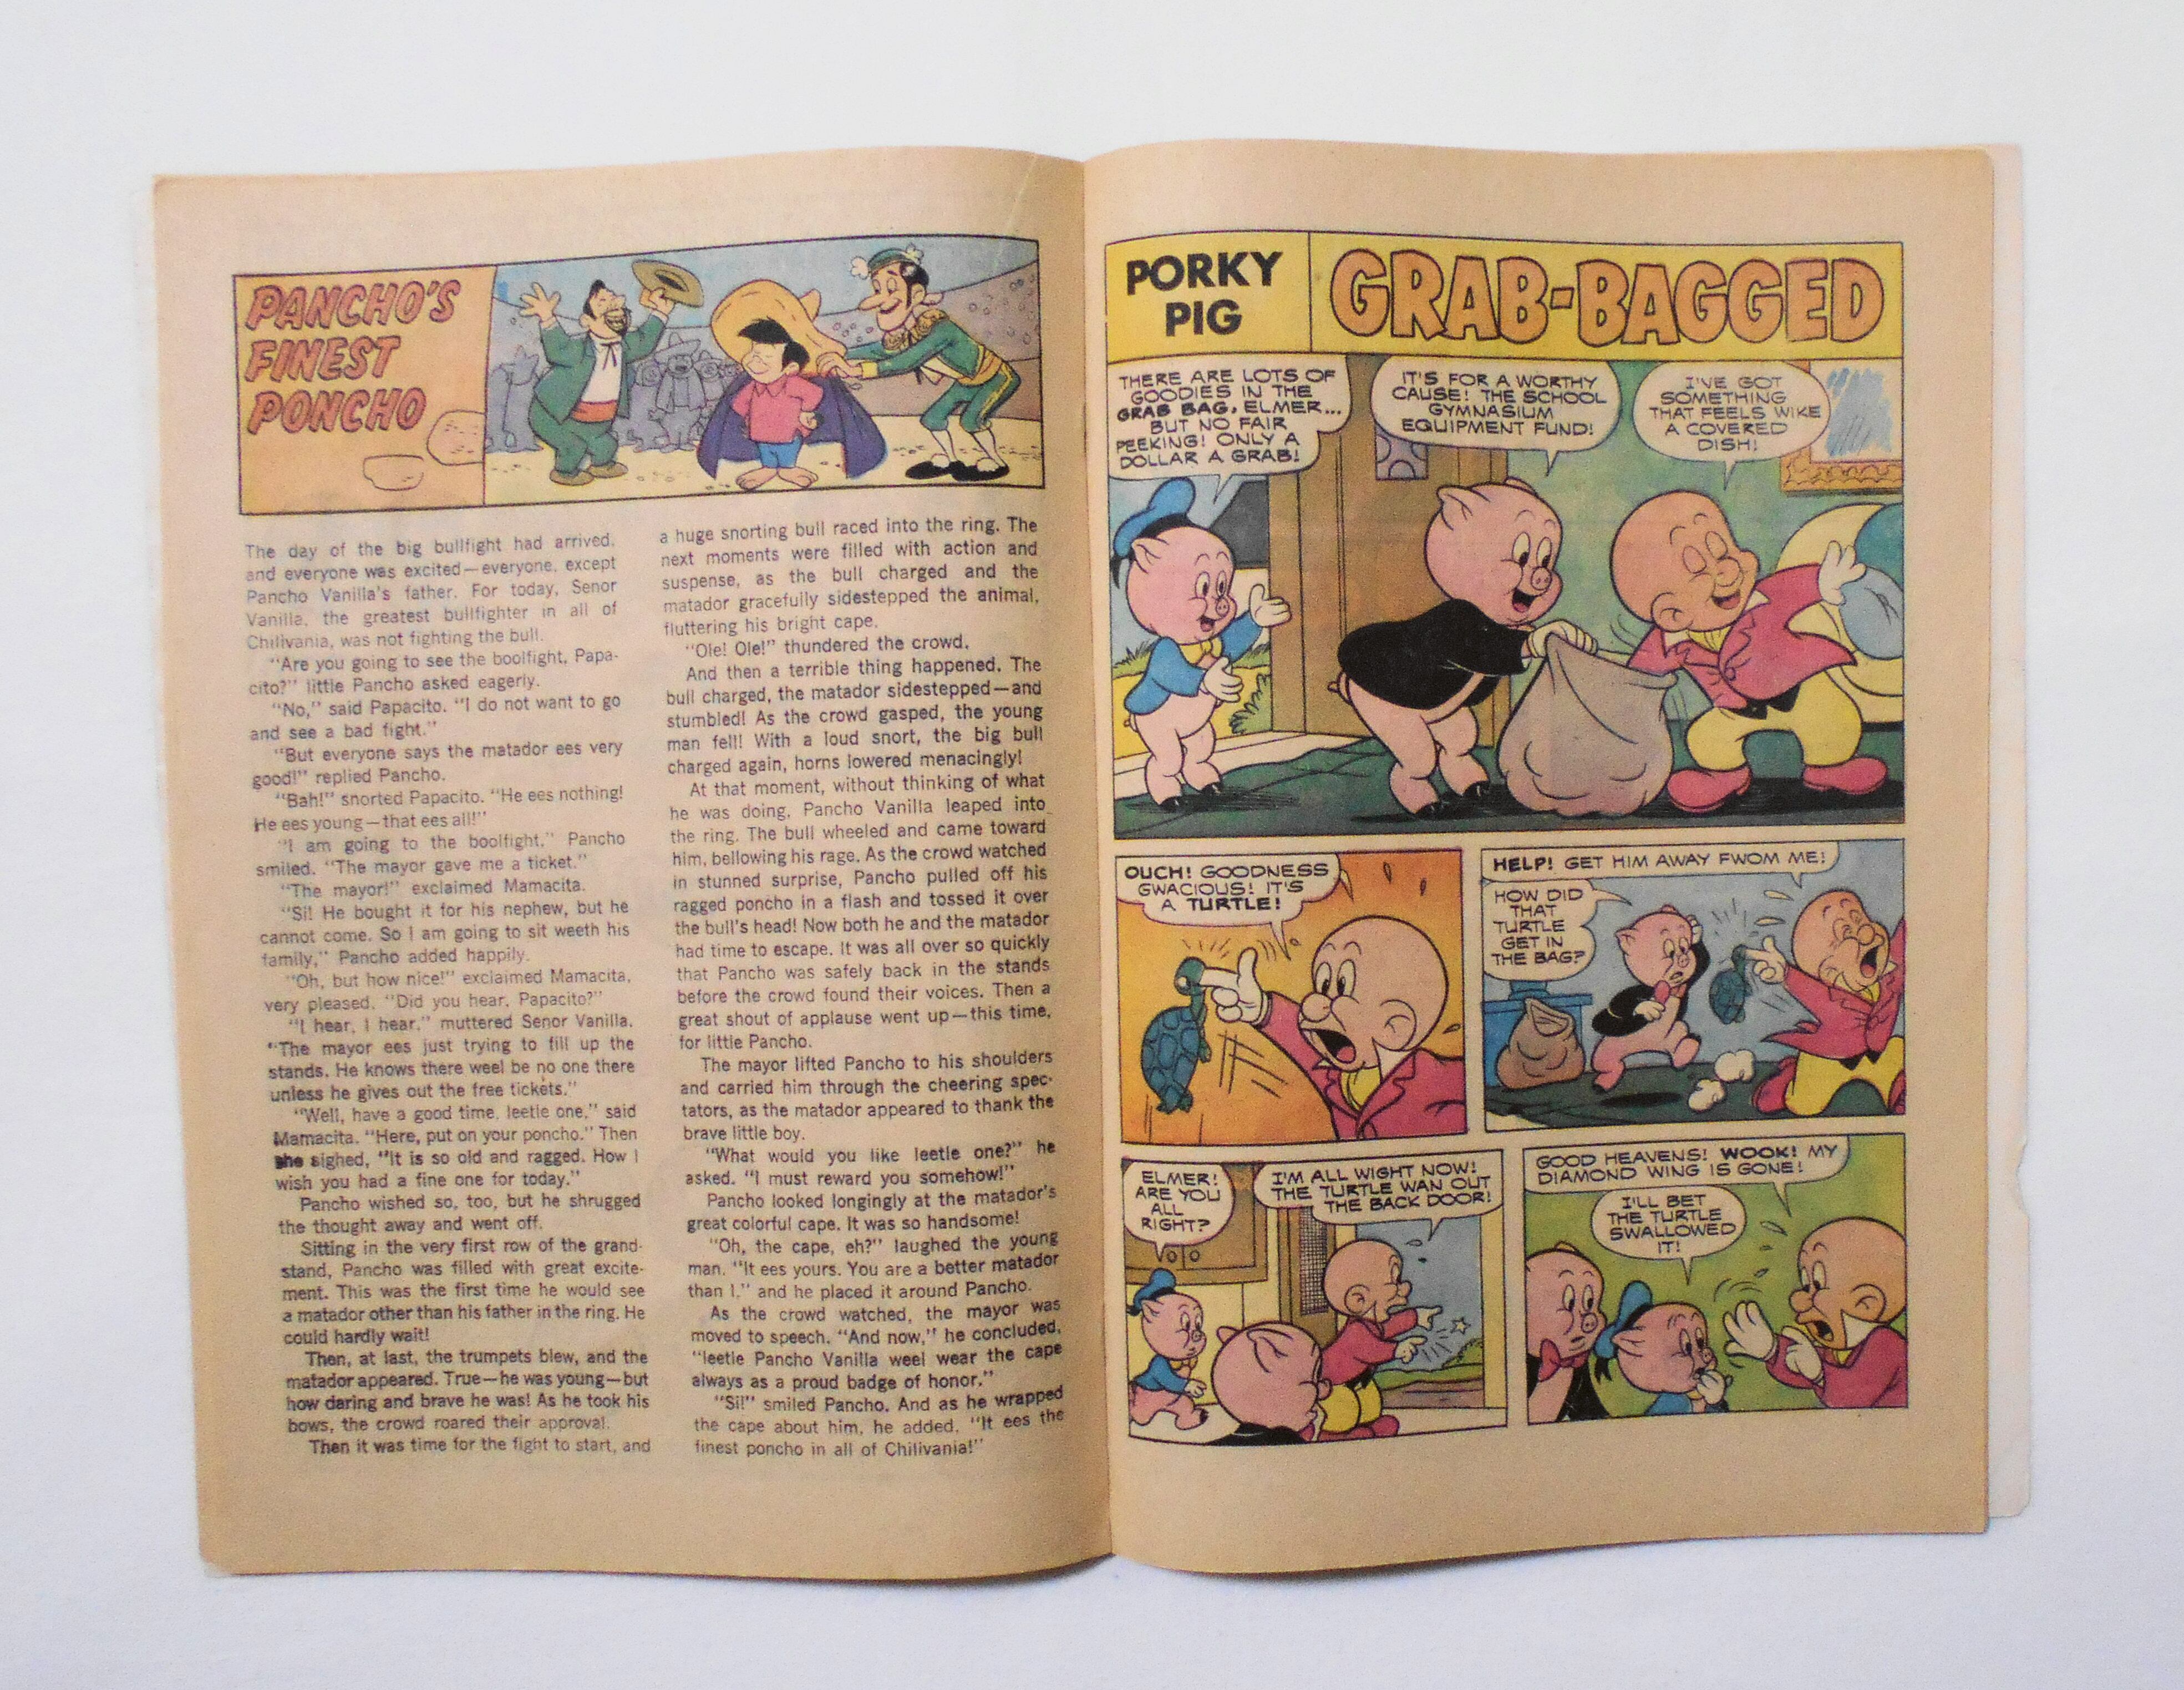 PANCHO'S
FINEST
PONCHO
The day of the big bullfight had arrived,
and everyone was excited—everyone, except
Pancho Vanilla's father. For today, Senor
Vanilla, the greatest bullfighter in all of
Chilivania, was not fighting the bull.
"Are you going to see the boolfight, Papa-
cito?" little Pancho asked eagerly.
"No," said Papacito. "I do not want to go
and see a bad fight."
"But everyone says the matador ees very
good!" replied Pancho.
"Bah!" snorted Papacito. "He ees nothing!
He ees young—that ees all!"
"I am going to the boolfight," Pancho
smiled. "The mayor gave me a ticket."
"The mayor!" exclaimed Mamacita.
"Si! He bought it for his nephew, but he
cannot come. So I am going to sit weeth his
family," Pancho added happily.
"Oh, but how nice!" exclaimed Mamacita,
very pleased. "Did you hear, Papacito?"
"I hear, I hear," muttered Senor Vanilla.
"The mayor ees just trying to fill up the
stands. He knows there weel be no one there
unless he gives out the free tickets."
"Well, have a good time, leetle one," said
Mamacita. "Here, put on your poncho." Then
she sighed, "It is so old and ragged. How I
wish you had a fine one for today."
Pancho wished so, too, but he shrugged
the thought away and went off.
Sitting in the very first row of the grand-
stand, Pancho was filled with great excite-
ment. This was the first time he would see
a matador other than his father in the ring. He
could hardly wait!
Then, at last, the trumpets blew, and the
matador appeared. True—he was young—but
how daring and brave he was! As he took his
bows, the crowd roared their approval.
Then it was time for the fight to start, and
a huge snorting bull raced into the ring. The
next moments were filled with action and
suspense, as the bull charged and the
matador gracefully sidestepped the animal,
fluttering his bright cape.
"Ole! Ole!" thundered the crowd.
And then a terrible thing happened. The
bull charged, the matador sidestepped—and
stumbled! As the crowd gasped, the young
man fell! With a loud snort, the big bull
charged again, horns lowered menacingly!
At that moment, without thinking of what
he was doing, Pancho Vanilla leaped into
the ring. The bull wheeled and came toward
him, bellowing his rage. As the crowd watched
in stunned surprise, Pancho pulled off his
ragged poncho in a flash and tossed it over
the bull's head! Now both he and the matador
had time to escape. It was all over so quickly
that Pancho was safely back in the stands
before the crowd found their voices. Then a
great shout of applause went up—this time,
for little Pancho.
The mayor lifted Pancho to his shoulders
and carried him through the cheering spec-
tators, as the matador appeared to thank the
brave little boy.
"What would you like leetle one?" he
asked. "I must reward you somehow!"
Pancho looked longingly at the matador's
great colorful cape. It was so handsome!
"Oh, the cape, eh?" laughed the young
man. "It ees yours. You are a better matador
than I," and he placed it around Pancho.
As the crowd watched, the mayor was
moved to speech. "And now," he concluded,
"leetle Pancho Vanilla weel wear the cape
always as a proud badge of honor."
"Si!" smiled Pancho. And as he wrapped
the cape about him, he added, "It ees the
finest poncho in all of Chilivania!"
PORKY
PIG
GRAB-BAGGED
THERE ARE LOTS OF
GOODIES IN THE
GRAB BAG, ELMER...
BUT NO FAIR
PEEKING! ONLY A
DOLLAR A GRAB!
IT'S FOR A WORTHY
CAUSE! THE SCHOOL
GYMNASIUM
EQUIPMENT FUND!
I'VE GOT
SOMETHING
THAT FEELS WIKE
A COVERED
DISH!
OUCH! GOODNESS
GWACIOUS! IT'S
A TURTLE!
HELP! GET HIM AWAY FWOM ME!
HOW DID
THAT
TURTLE
GET IN
THE BAG?
ELMER!
ARE YOU
ALL
RIGHT?
I'M ALL WIGHT NOW!
THE TURTLE WAN OUT
THE BACK DOOR!
GOOD HEAVENS! WOOK! MY
DIAMOND WING IS GONE!
I'LL BET
THE TURTLE
SWALLOWED
IT!